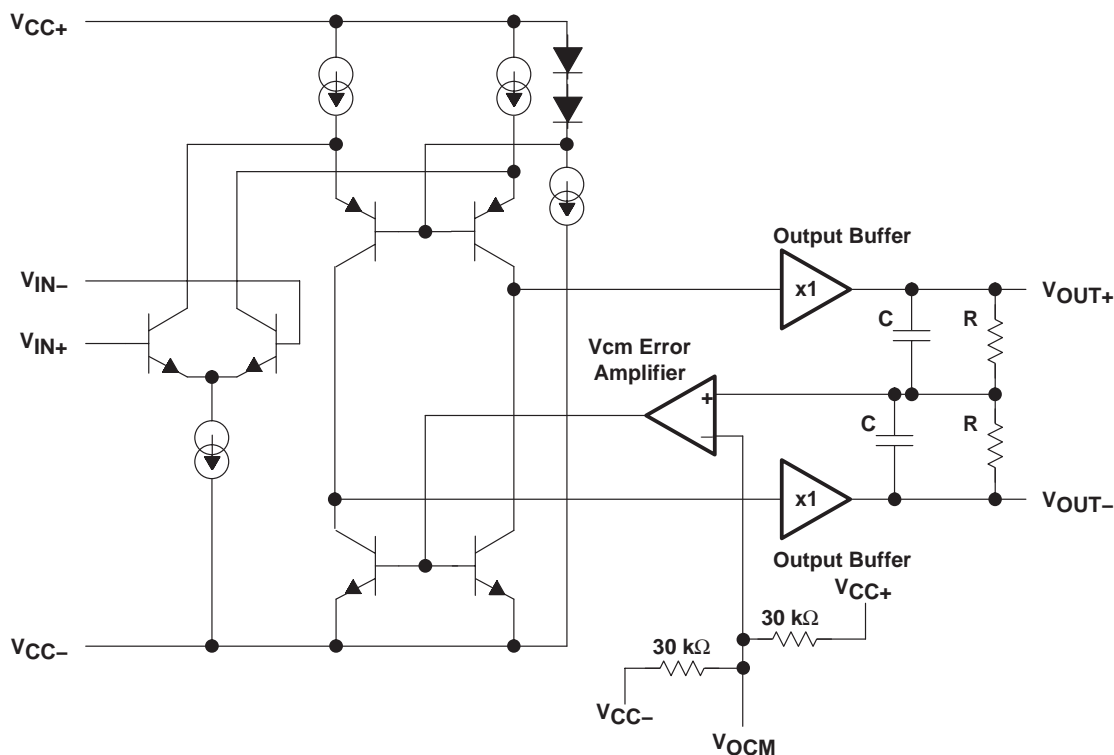 VCC+
Output Buffer
VIN−
x1
VOUT+
C
R
VIN+
Vcm Error
Amplifier
+
C
R
−
x1
VOUT−
Output Buffer
VCC+
30 kΩ
VCC−
30 kΩ
VCC−
VOCM